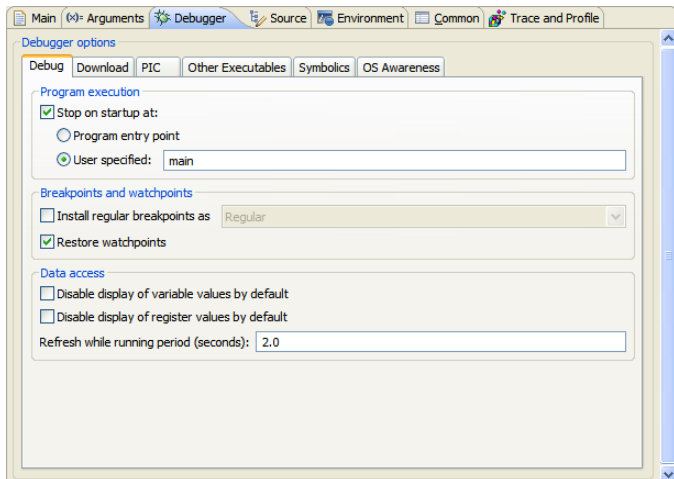 Main (x)= Arguments Debugger Source Environment Common Trace and Profile
Debugger options
Debug Download PIC Other Executables Symbolics OS Awareness
Program execution
Stop on startup at:
Program entry point
User specified: main
Breakpoints and watchpoints
Install regular breakpoints as Regular
Restore watchpoints
Data access
Disable display of variable values by default
Disable display of register values by default
Refresh while running period (seconds): 2.0